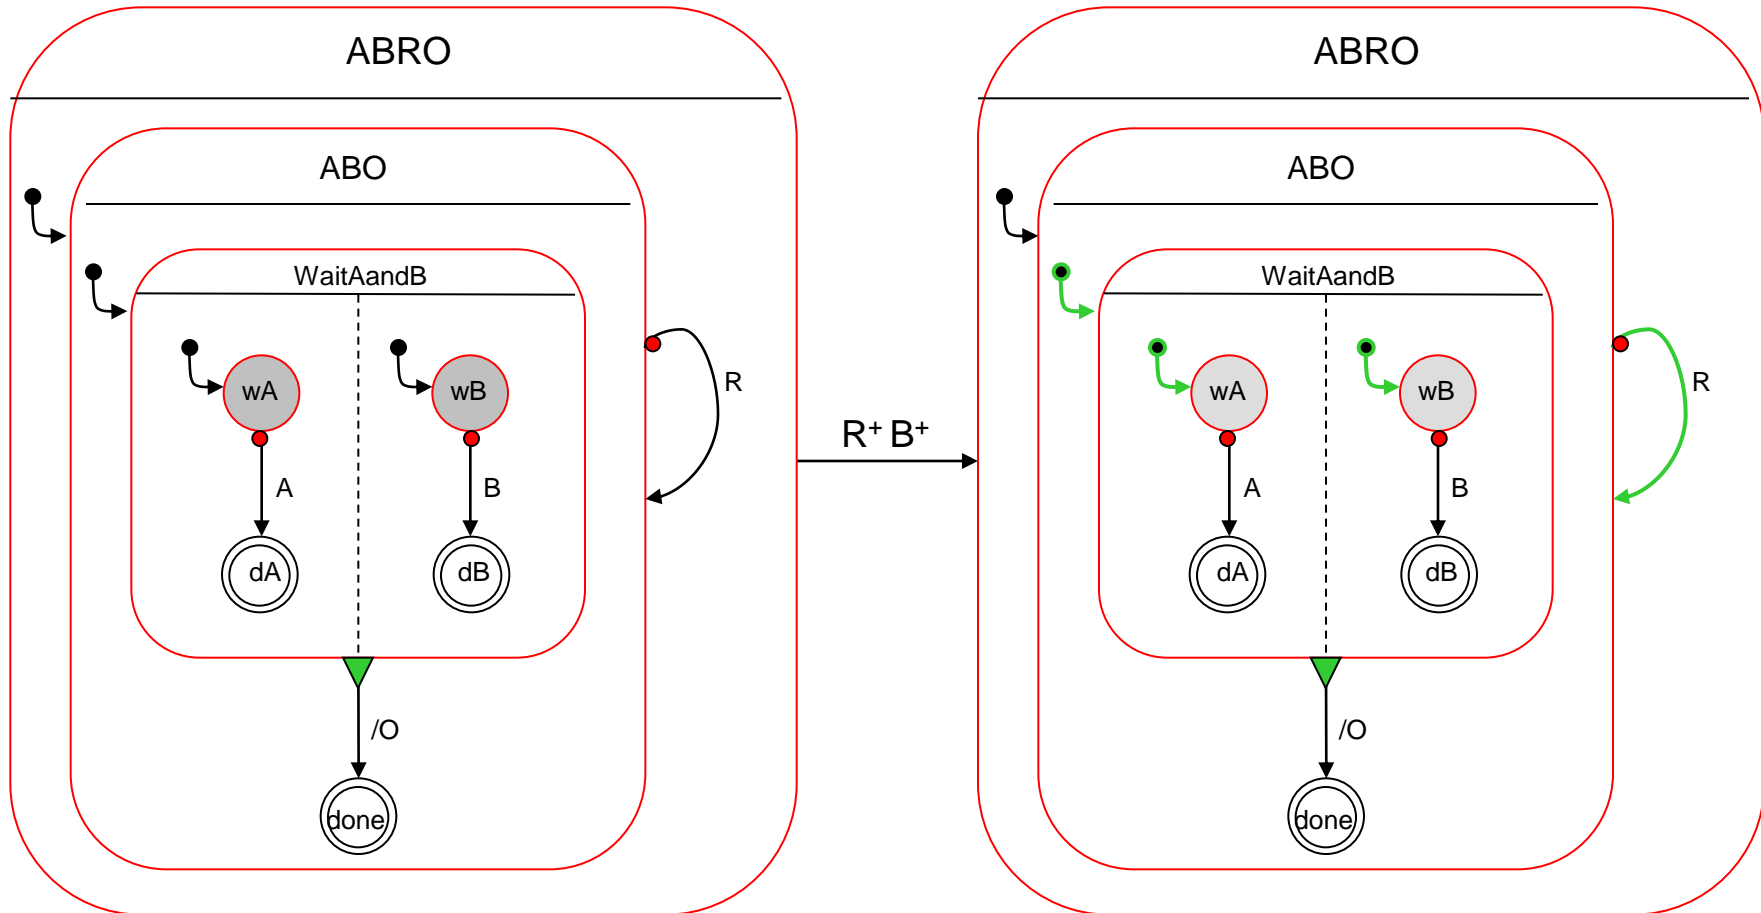 ABRO
ABO
WaitAandB
wA
wB
R
A
B
dA
dB
/O
done
R+ B+
ABRO
ABO
WaitAandB
wA
wB
R
A
B
dA
dB
/O
done